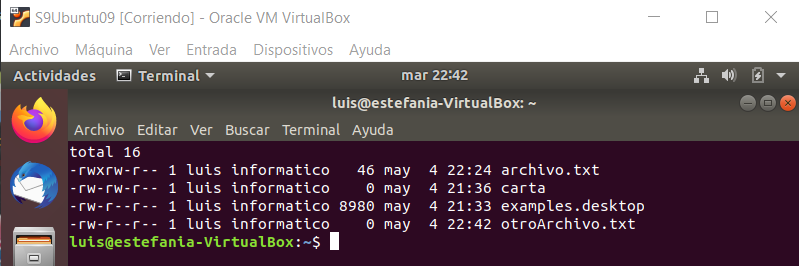 S9Ubuntu09 [Corriendo] - Oracle VM VirtualBox
Archivo Máquina Ver Entrada Dispositivos Ayuda
Actividades Terminal mar 22:42
luis@estefania-VirtualBox: ~
Archivo Editar Ver Buscar Terminal Ayuda
total 16
-rwxrw-r-- 1 luis informatico   46 may  4 22:24 archivo.txt
-rw-rw-r-- 1 luis informatico    0 may  4 21:36 carta
-rw-r--r-- 1 luis informatico 8980 may  4 21:33 examples.desktop
-rw-r--r-- 1 luis informatico    0 may  4 22:42 otroArchivo.txt
luis@estefania-VirtualBox:~$